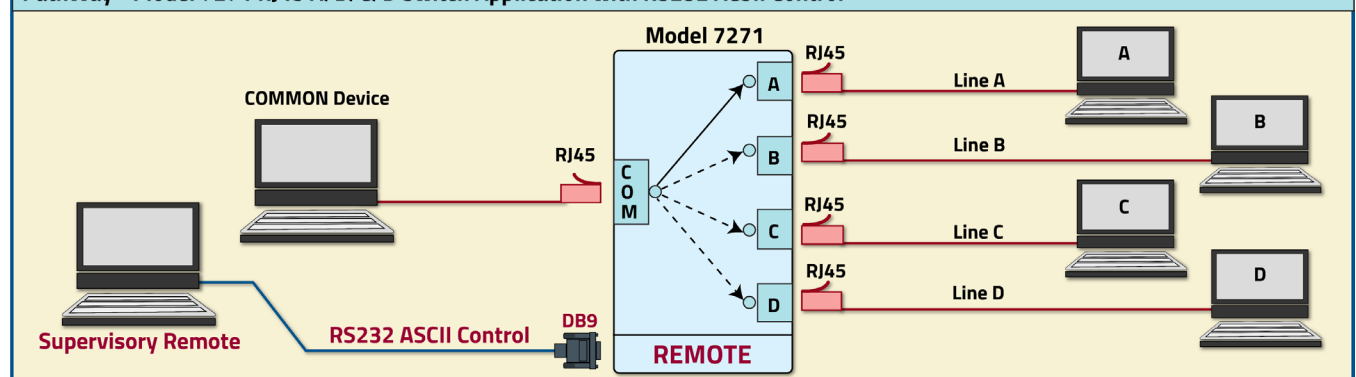 Model 7271
COMMON Device
RJ45
COM
A
B
C
D
RJ45
Line A
A
RJ45
Line B
B
RJ45
Line C
C
RJ45
Line D
D
Supervisory Remote
RS232 ASCII Control
DB9
REMOTE